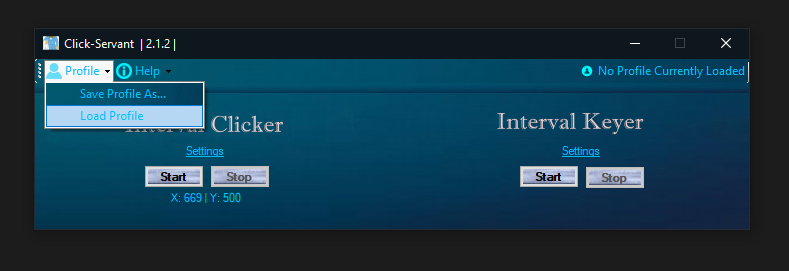 Click-Servant | 2.1.2 |
Profile Help No Profile Currently Loaded
Save Profile As...
Load Profile
Interval Clicker Interval Keyer
Settings Settings
Start Stop Start Stop
X: 669 | Y: 500